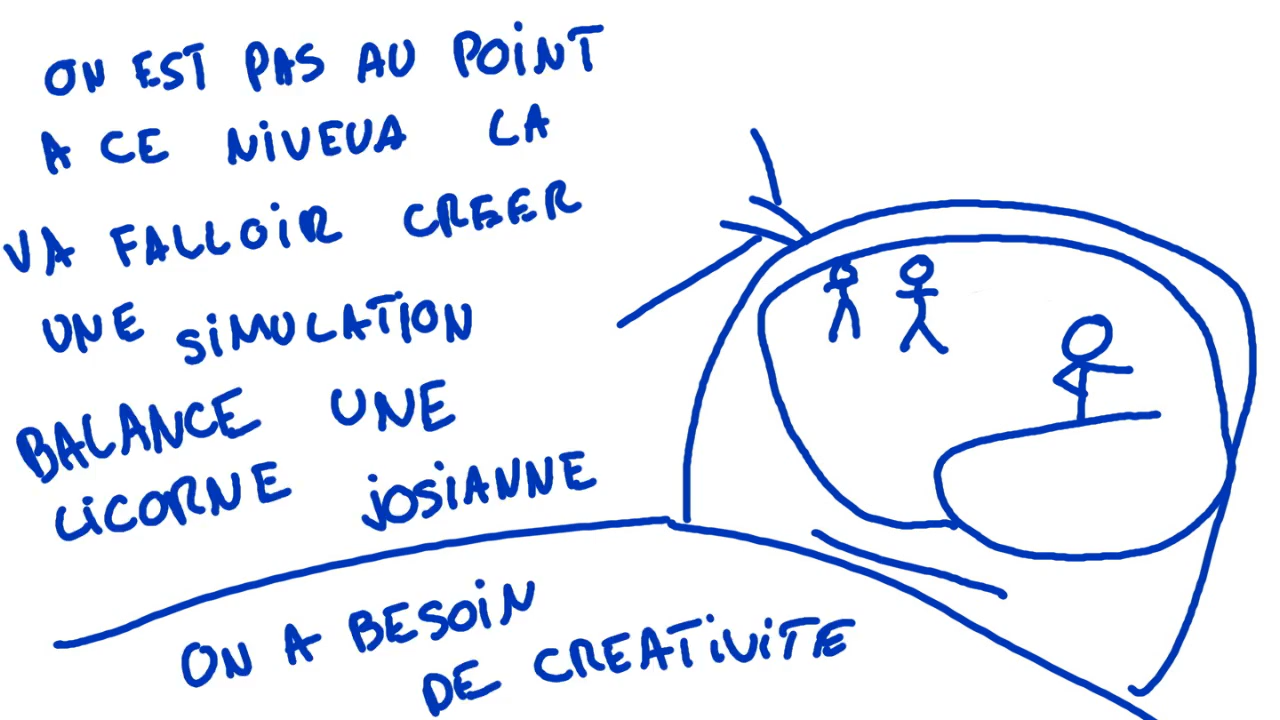 ON EST PAS AU POINT
A CE NIVEUA LA
VA FALLOIR CREER
UNE SIMULATION
BALANCE UNE
LICORNE JOSIANNE
ON A BESOIN
DE CREATIVITE